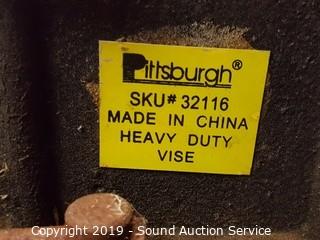 Pittsburgh®
SKU# 32116
MADE IN CHINA
HEAVY DUTY
VISE
Copyright 2019 - Sound Auction Service